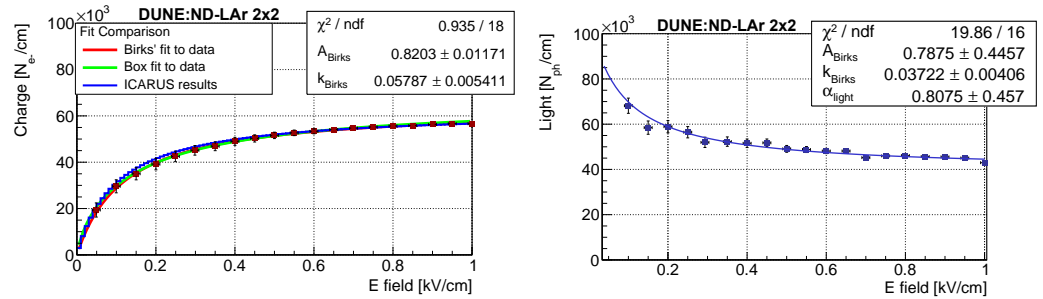 ×10³
DUNE:ND-LAr 2x2
Fit Comparison
Birks' fit to data
Box fit to data
ICARUS results
χ² / ndf 0.935 / 18
A_Birks 0.8203 ± 0.01171
k_Birks 0.05787 ± 0.005411
Charge [N_e- /cm]
100
80
60
40
20
0
0 0.2 0.4 0.6 0.8 1
E field [kV/cm]
×10³
DUNE:ND-LAr 2x2
χ² / ndf 19.86 / 16
A_Birks 0.7875 ± 0.4457
k_Birks 0.03722 ± 0.00406
α_light 0.8075 ± 0.457
Light [N_ph /cm]
100
80
60
40
20
0
0.2 0.4 0.6 0.8 1
E field [kV/cm]